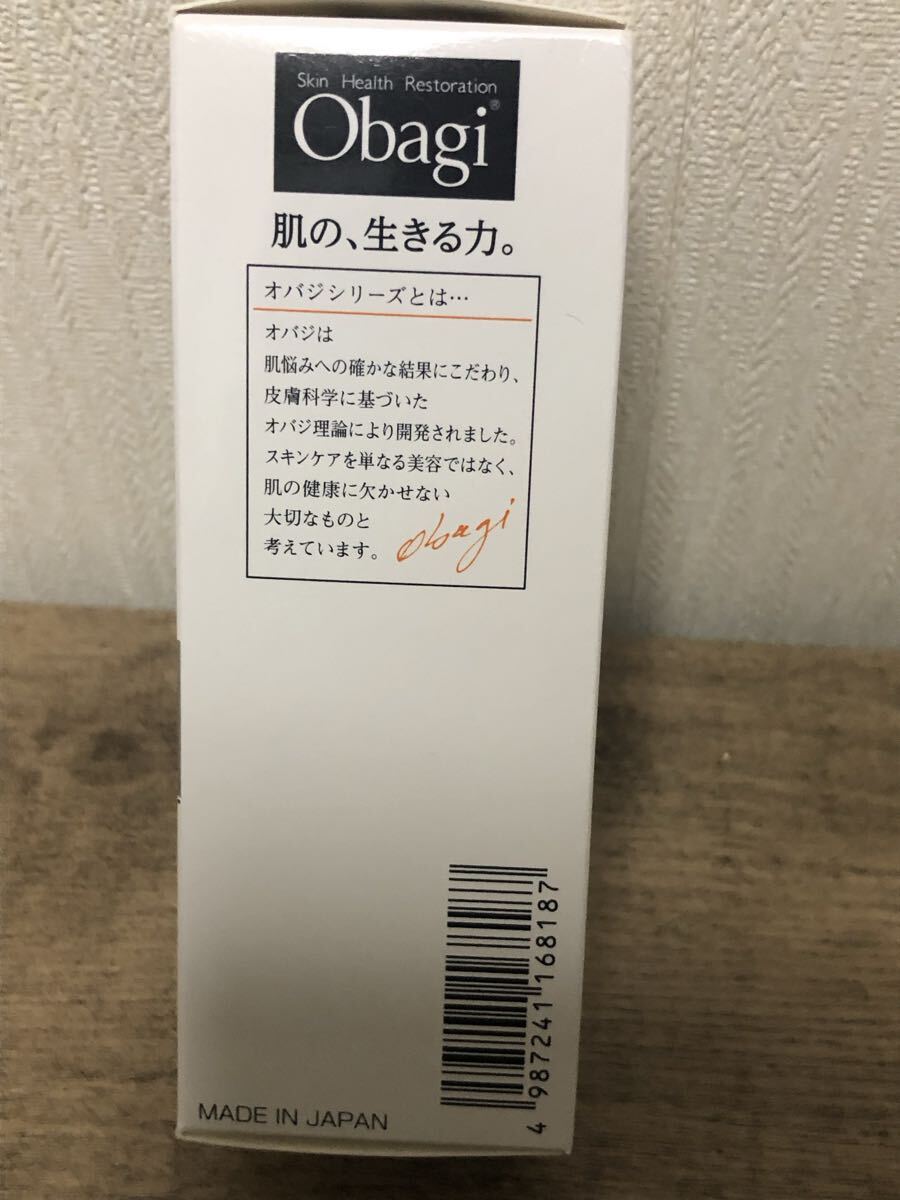 Skin Health Restoration
Obagi®
肌の、生きる力。
オバジシリーズとは…
オバジは
肌悩みへの確かな結果にこだわり、
皮膚科学に基づいた
オバジ理論により開発されました。
スキンケアを単なる美容ではなく、
肌の健康に欠かせない
大切なものと
考えています。
Obagi
4 987241 168187
MADE IN JAPAN